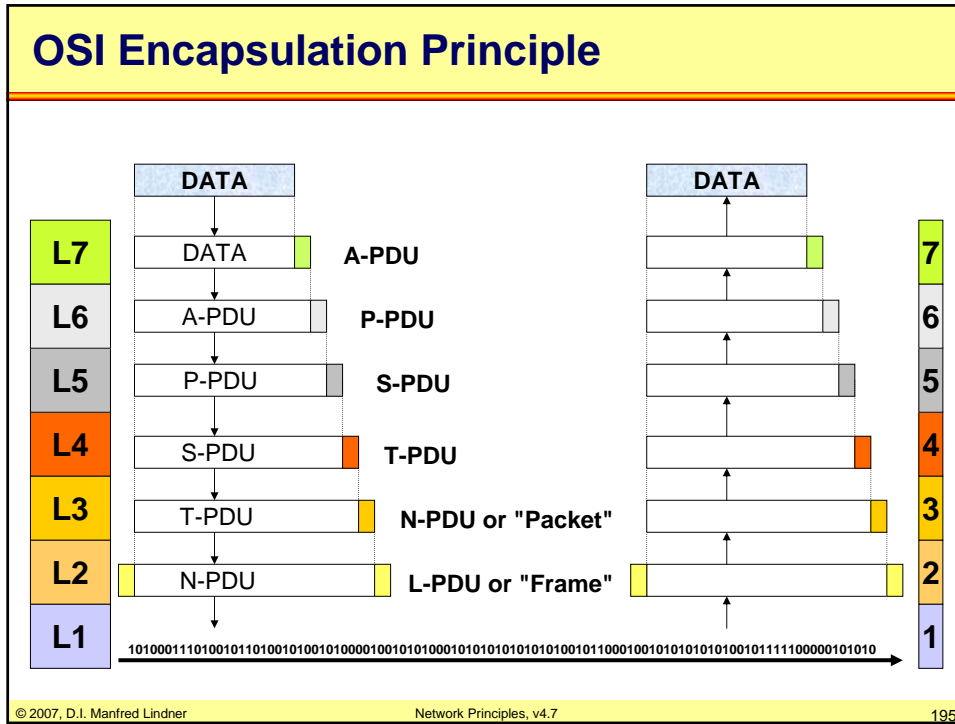 OSI Encapsulation Principle
DATA DATA
L7 DATA A-PDU 7
L6 A-PDU P-PDU 6
L5 P-PDU S-PDU 5
L4 S-PDU T-PDU 4
L3 T-PDU N-PDU or "Packet" 3
L2 N-PDU L-PDU or "Frame" 2
L1 1
© 2007, D.I. Manfred Lindner Network Principles, v4.7 195